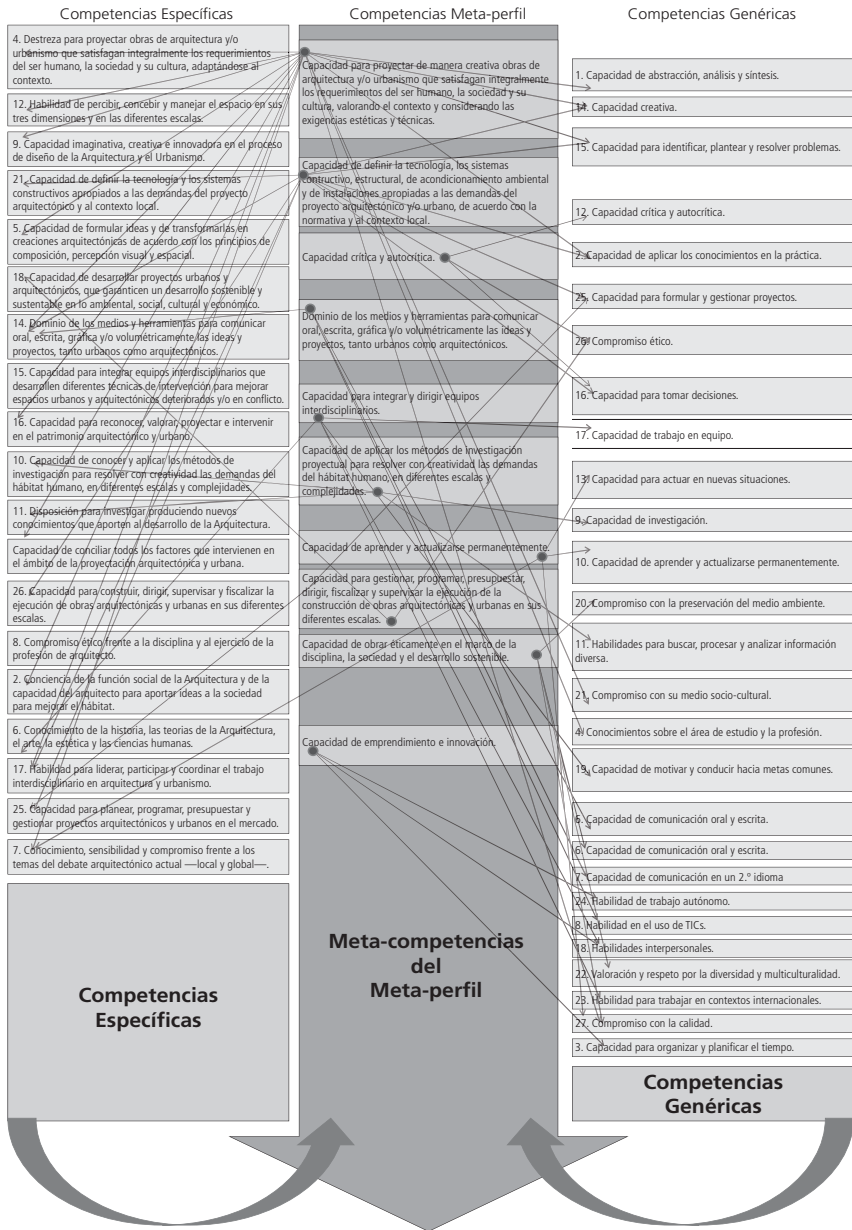 Competencias Específicas
4. Destreza para proyectar obras de arquitectura y/o
urbanismo que satisfagan integralmente los requerimientos
del ser humano, la sociedad y su cultura, adaptándose al
contexto.
12. Habilidad de percibir, concebir y manejar el espacio en sus
tres dimensiones y en las diferentes escalas.
9. Capacidad imaginativa, creativa e innovadora en el proceso
de diseño de la Arquitectura y el Urbanismo.
21. Capacidad de definir la tecnología y los sistemas
constructivos apropiados a las demandas del proyecto
arquitectónico y al contexto local.
5. Capacidad de formular ideas y de transformarlas en
creaciones arquitectónicas de acuerdo con los principios de
composición, percepción visual y espacial.
18. Capacidad de desarrollar proyectos urbanos y
arquitectónicos, que garanticen un desarrollo sostenible y
sustentable en lo ambiental, social, cultural y económico.
14. Dominio de los medios y herramientas para comunicar
oral, escrita, gráfica y/o volumétricamente las ideas y
proyectos, tanto urbanos como arquitectónicos.
15. Capacidad para integrar equipos interdisciplinarios que
desarrollen diferentes técnicas de intervención para mejorar
espacios urbanos y arquitectónicos deteriorados y/o en conflicto.
16. Capacidad para reconocer, valorar, proyectar e intervenir
en el patrimonio arquitectónico y urbano.
10. Capacidad de conocer y aplicar los métodos de
investigación para resolver con creatividad las demandas del
hábitat humano, en diferentes escalas y complejidades.
11. Disposición para investigar produciendo nuevos
conocimientos que aporten al desarrollo de la Arquitectura.
Capacidad de conciliar todos los factores que intervienen en
el ámbito de la proyectación arquitectónica y urbana.
26. Capacidad para construir, dirigir, supervisar y fiscalizar la
ejecución de obras arquitectónicas y urbanas en sus diferentes
escalas.
8. Compromiso ético frente a la disciplina y al ejercicio de la
profesión de arquitecto.
2. Conciencia de la función social de la Arquitectura y de la
capacidad del arquitecto para aportar ideas a la sociedad
para mejorar el hábitat.
6. Conocimiento de la historia, las teorías de la Arquitectura,
el arte, la estética y las ciencias humanas.
17. Habilidad para liderar, participar y coordinar el trabajo
interdisciplinario en arquitectura y urbanismo.
25. Capacidad para planear, programar, presupuestar y
gestionar proyectos arquitectónicos y urbanos en el mercado.
7. Conocimiento, sensibilidad y compromiso frente a los
temas del debate arquitectónico actual —local y global—.
Competencias
Específicas
Competencias Meta-perfil
Capacidad para proyectar de manera creativa obras de
arquitectura y/o urbanismo que satisfagan integralmente
los requerimientos del ser humano, la sociedad y su
cultura, valorando el contexto y considerando las
exigencias estéticas y técnicas.
Capacidad de definir la tecnología, los sistemas
constructivo, estructural, de acondicionamiento ambiental
y de instalaciones apropiadas a las demandas del
proyecto arquitectónico y/o urbano, de acuerdo con la
normativa y al contexto local.
Capacidad crítica y autocrítica.
Dominio de los medios y herramientas para comunicar
oral, escrita, gráfica y/o volumétricamente las ideas y
proyectos, tanto urbanos como arquitectónicos.
Capacidad para integrar y dirigir equipos
interdisciplinarios.
Capacidad de aplicar los métodos de investigación
proyectual para resolver con creatividad las demandas
del hábitat humano, en diferentes escalas y
complejidades.
Capacidad de aprender y actualizarse permanentemente.
Capacidad para gestionar, programar, presupuestar,
dirigir, fiscalizar y supervisar la ejecución de la
construcción de obras arquitectónicas y urbanas en sus
diferentes escalas.
Capacidad de obrar éticamente en el marco de la
disciplina, la sociedad y el desarrollo sostenible.
Capacidad de emprendimiento e innovación.
Meta-competencias
del
Meta-perfil
Competencias Genéricas
1. Capacidad de abstracción, análisis y síntesis.
14. Capacidad creativa.
15. Capacidad para identificar, plantear y resolver problemas.
12. Capacidad crítica y autocrítica.
2. Capacidad de aplicar los conocimientos en la práctica.
25. Capacidad para formular y gestionar proyectos.
26. Compromiso ético.
16. Capacidad para tomar decisiones.
17. Capacidad de trabajo en equipo.
13. Capacidad para actuar en nuevas situaciones.
9. Capacidad de investigación.
10. Capacidad de aprender y actualizarse permanentemente.
20. Compromiso con la preservación del medio ambiente.
11. Habilidades para buscar, procesar y analizar información
diversa.
21. Compromiso con su medio socio-cultural.
4. Conocimientos sobre el área de estudio y la profesión.
19. Capacidad de motivar y conducir hacia metas comunes.
5. Capacidad de comunicación oral y escrita.
6. Capacidad de comunicación oral y escrita.
7. Capacidad de comunicación en un 2.º idioma
24. Habilidad de trabajo autónomo.
8. Habilidad en el uso de TICs.
18. Habilidades interpersonales.
22. Valoración y respeto por la diversidad y multiculturalidad.
23. Habilidad para trabajar en contextos internacionales.
27. Compromiso con la calidad.
3. Capacidad para organizar y planificar el tiempo.
Competencias
Genéricas